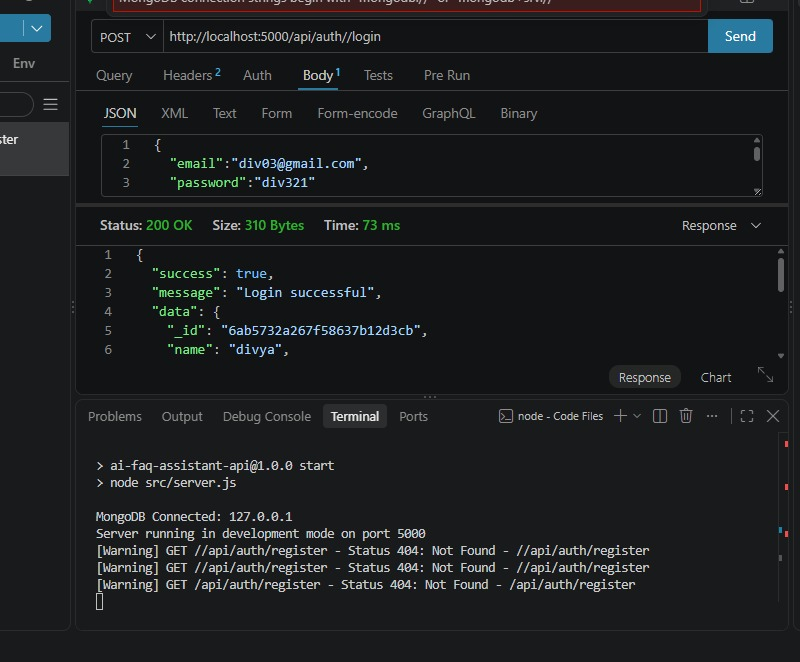 MongoDB connection strings begin with "mongodb://" or "mongodb+srv://"
POST http://localhost:5000/api/auth//login Send
Env
Query Headers 2 Auth Body 1 Tests Pre Run
JSON XML Text Form Form-encode GraphQL Binary
ster
1 {
2 "email":"div03@gmail.com",
3 "password":"div321"
Status: 200 OK Size: 310 Bytes Time: 73 ms Response
1 {
2 "success": true,
3 "message": "Login successful",
4 "data": {
5 "_id": "6ab5732a267f58637b12d3cb",
6 "name": "divya",
Response Chart
Problems Output Debug Console Terminal Ports node - Code Files
> ai-faq-assistant-api@1.0.0 start
> node src/server.js
MongoDB Connected: 127.0.0.1
Server running in development mode on port 5000
[Warning] GET //api/auth/register - Status 404: Not Found - //api/auth/register
[Warning] GET //api/auth/register - Status 404: Not Found - //api/auth/register
[Warning] GET /api/auth/register - Status 404: Not Found - /api/auth/register